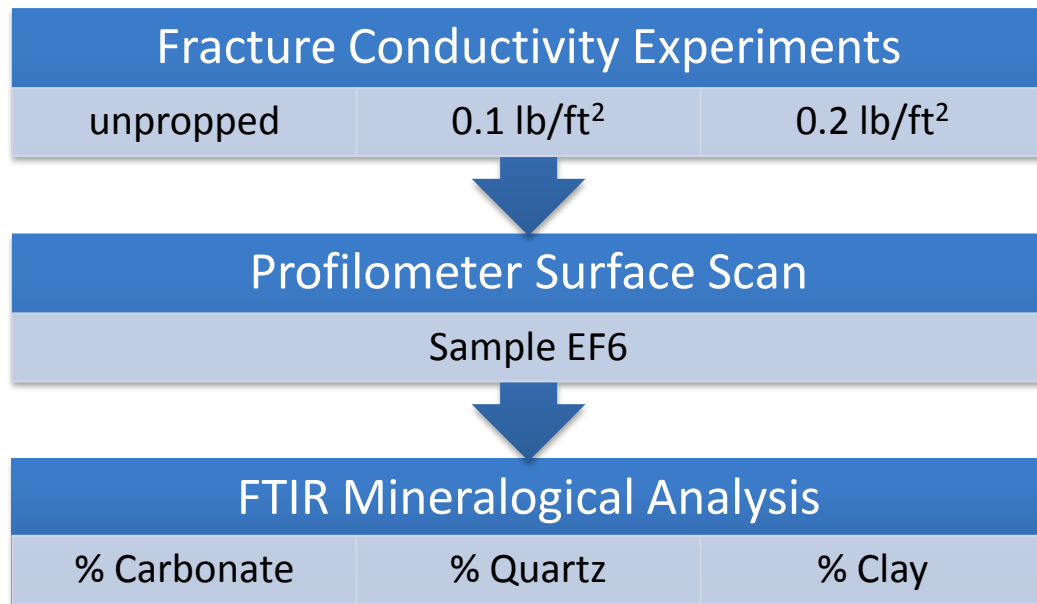 Fracture Conductivity Experiments
unpropped 0.1 lb/ft² 0.2 lb/ft²
Profilometer Surface Scan
Sample EF6
FTIR Mineralogical Analysis
% Carbonate % Quartz % Clay